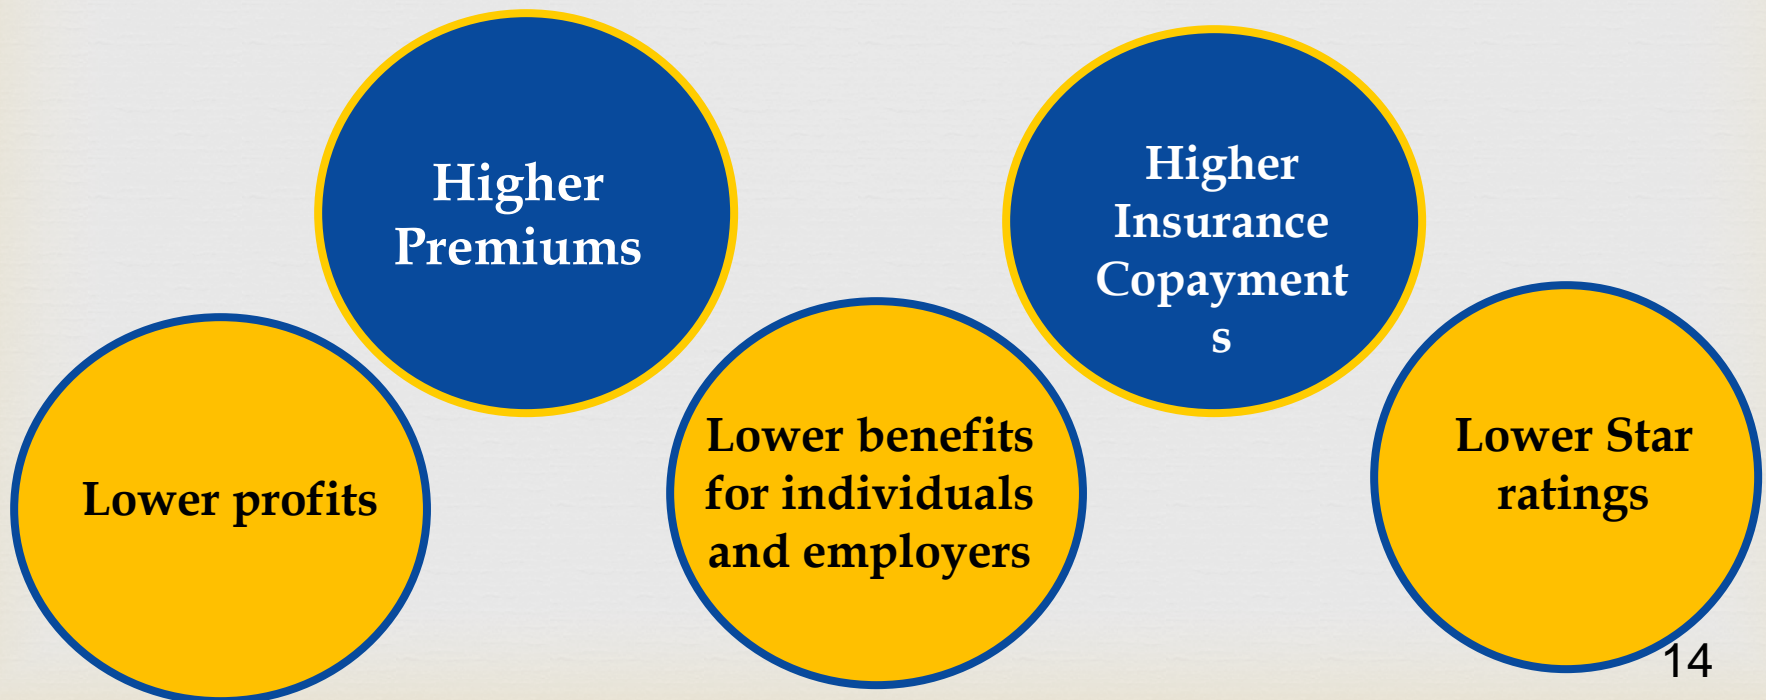 Higher
Premiums
Higher
Insurance
Copayment
s
Lower profits
Lower benefits
for individuals
and employers
Lower Star
ratings
14